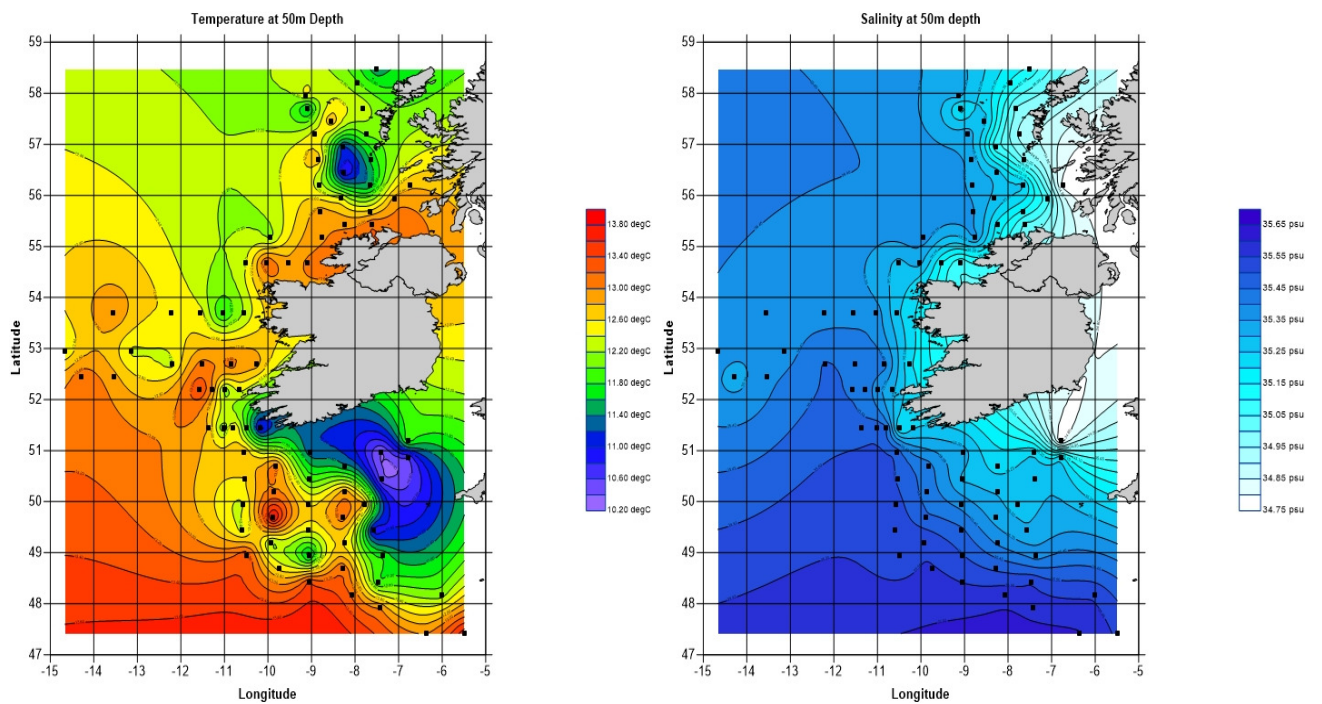 Temperature at 50m Depth
59
58
57
56
55
54
53
52
51
50
49
48
47
Latitude
-15 -14 -13 -12 -11 -10 -9 -8 -7 -6 -5
Longitude
13.80 degC
13.40 degC
13.00 degC
12.60 degC
12.20 degC
11.80 degC
11.40 degC
11.00 degC
10.60 degC
10.20 degC
Salinity at 50m depth
59
58
57
56
55
54
53
52
51
50
49
48
47
Latitude
-15 -14 -13 -12 -11 -10 -9 -8 -7 -6 -5
Longitude
35.65 psu
35.55 psu
35.45 psu
35.35 psu
35.25 psu
35.15 psu
35.05 psu
34.95 psu
34.85 psu
34.75 psu